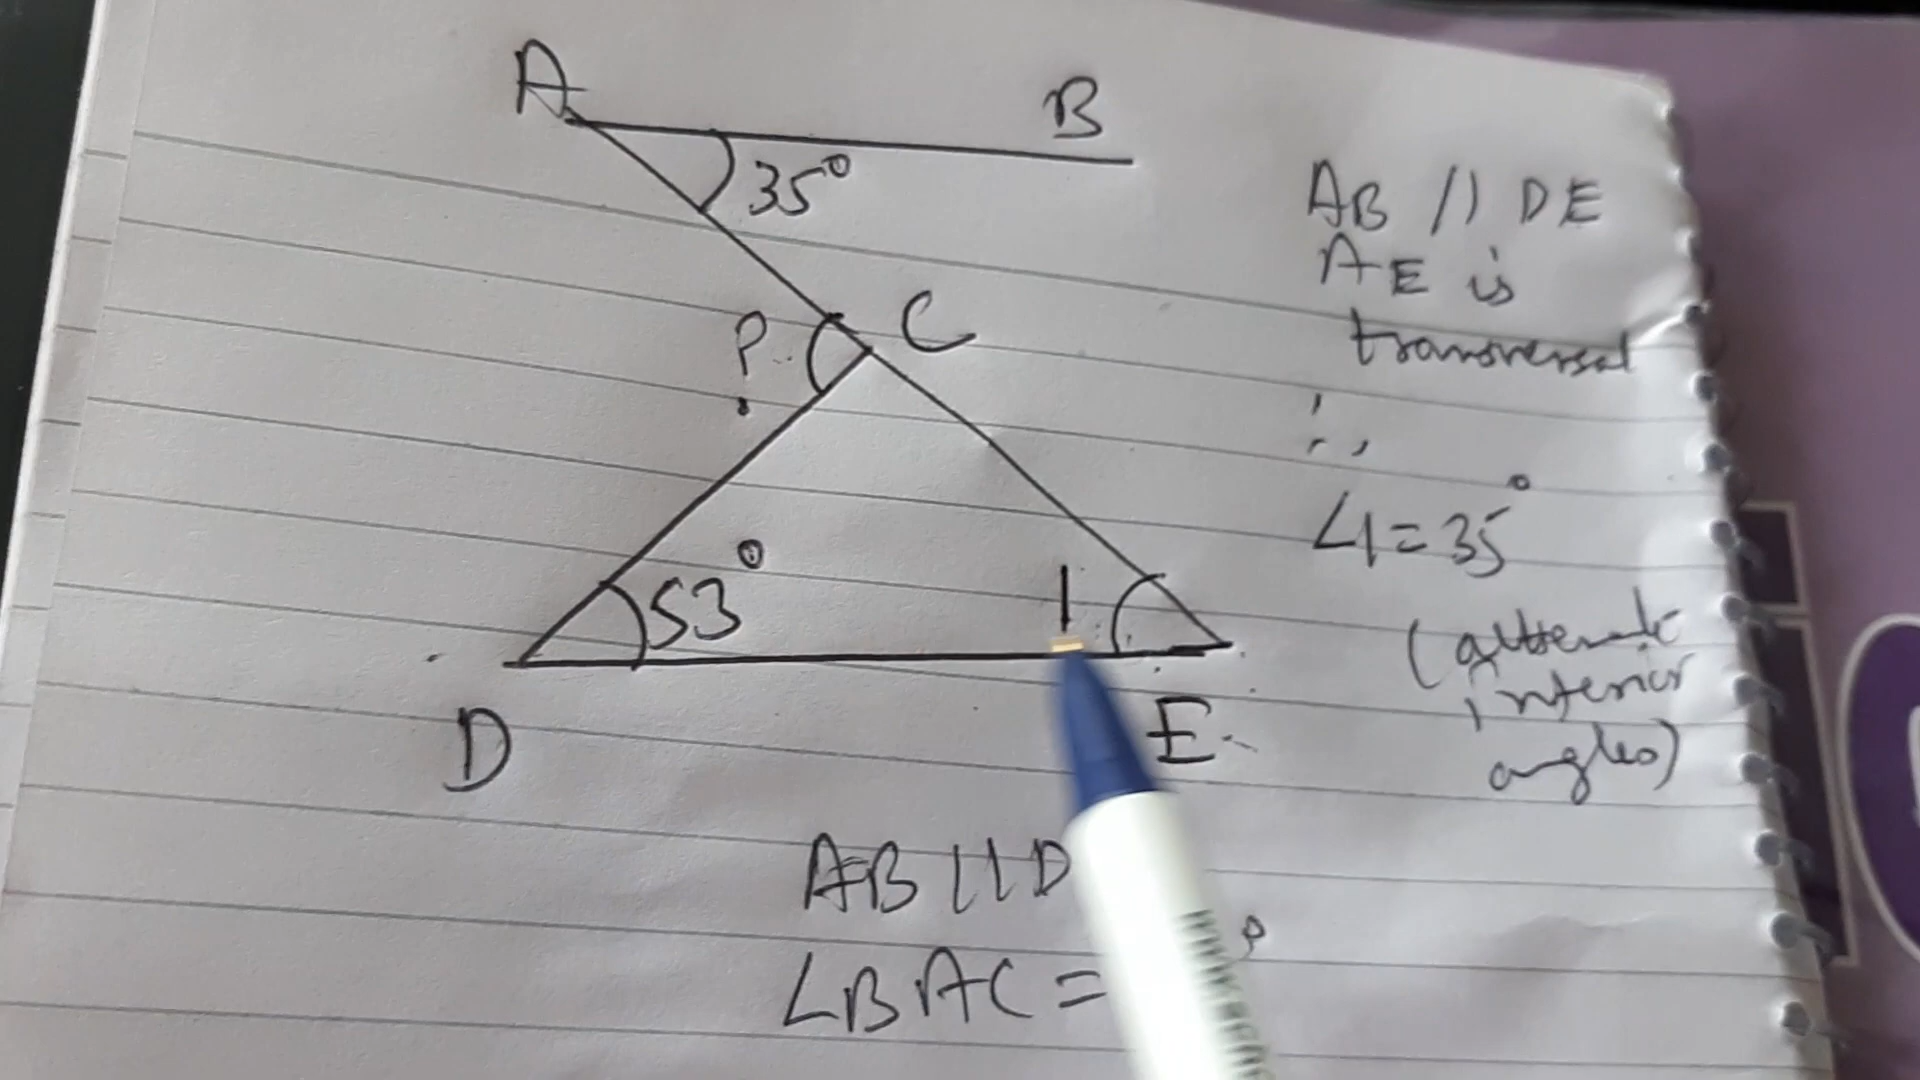 A
B
35°
C
?
53°
1
D
E
AB // DE
AE is
transversal
∴
∠1 = 35°
(alternate
interior
angles)
AB || D
∠BAC =